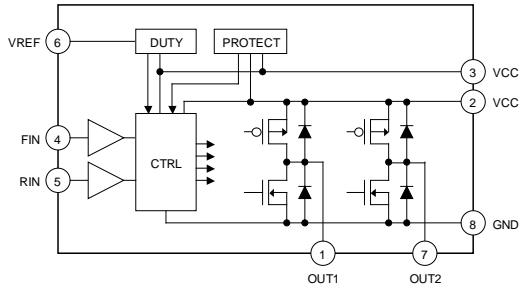 VREF 6 DUTY PROTECT
3 VCC
2 VCC
FIN 4
CTRL
RIN 5
8 GND
1 7
OUT1 OUT2